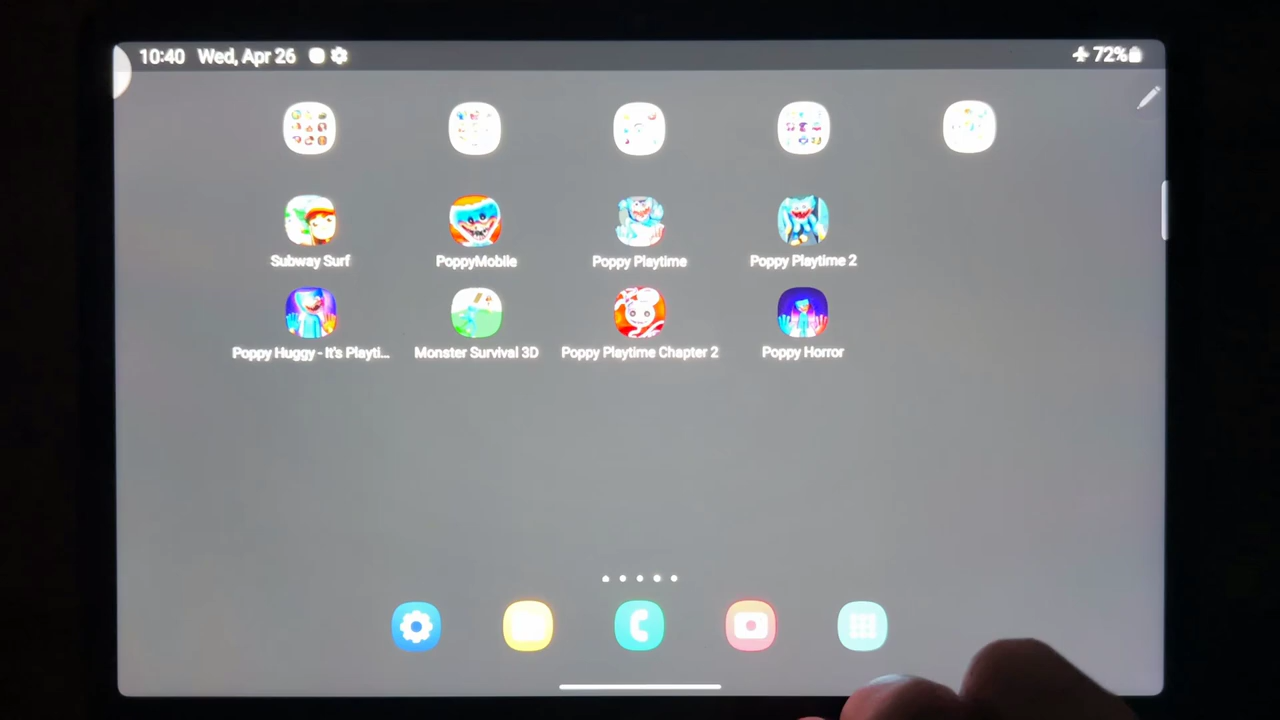 10:40 Wed, Apr 26 72%
Subway Surf PoppyMobile Poppy Playtime Poppy Playtime 2
Poppy Huggy - It's Playti... Monster Survival 3D Poppy Playtime Chapter 2 Poppy Horror